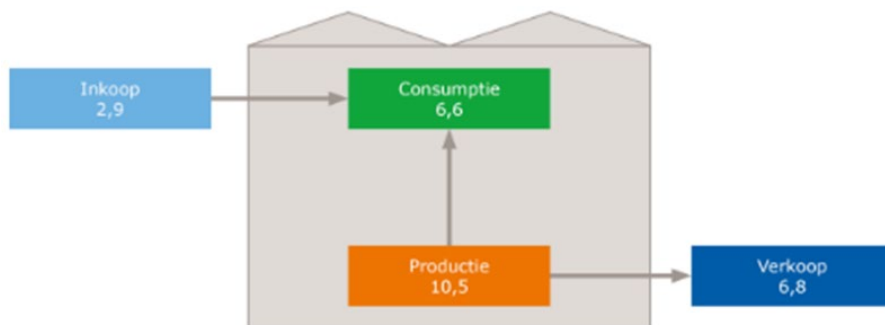 Inkoop
2,9
Consumptie
6,6
Productie
10,5
Verkoop
6,8